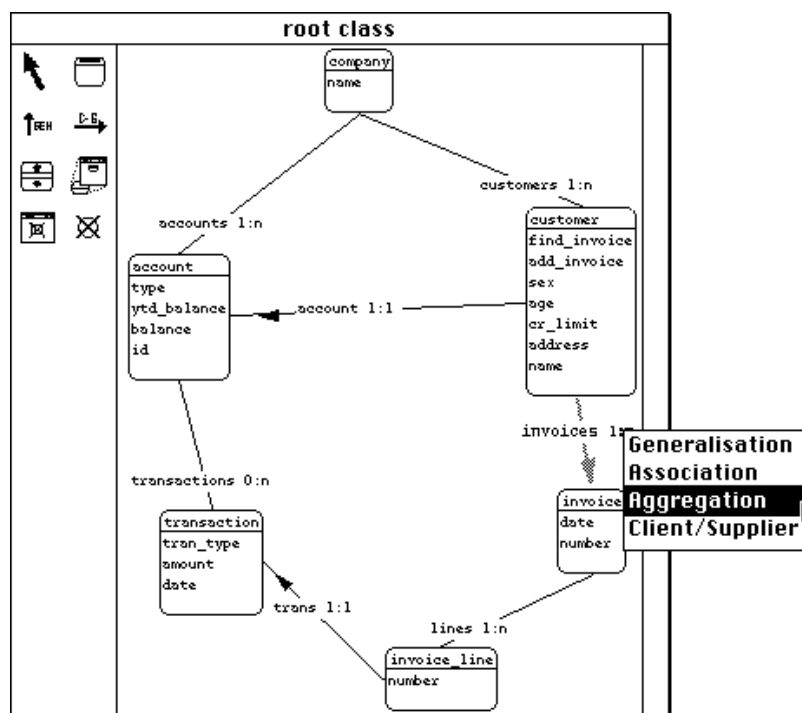 root class
GEN
C-S
company
name
customers 1:n
accounts 1:n
customer
find_invoice
add_invoice
sex
age
cr_limit
address
name
account
type
ytd_balance
balance
id
account 1:1
invoices 1:n
Generalisation
Association
Aggregation
Client/Supplier
invoice
date
number
transactions 0:n
transaction
tran_type
amount
date
trans 1:1
lines 1:n
invoice_line
number